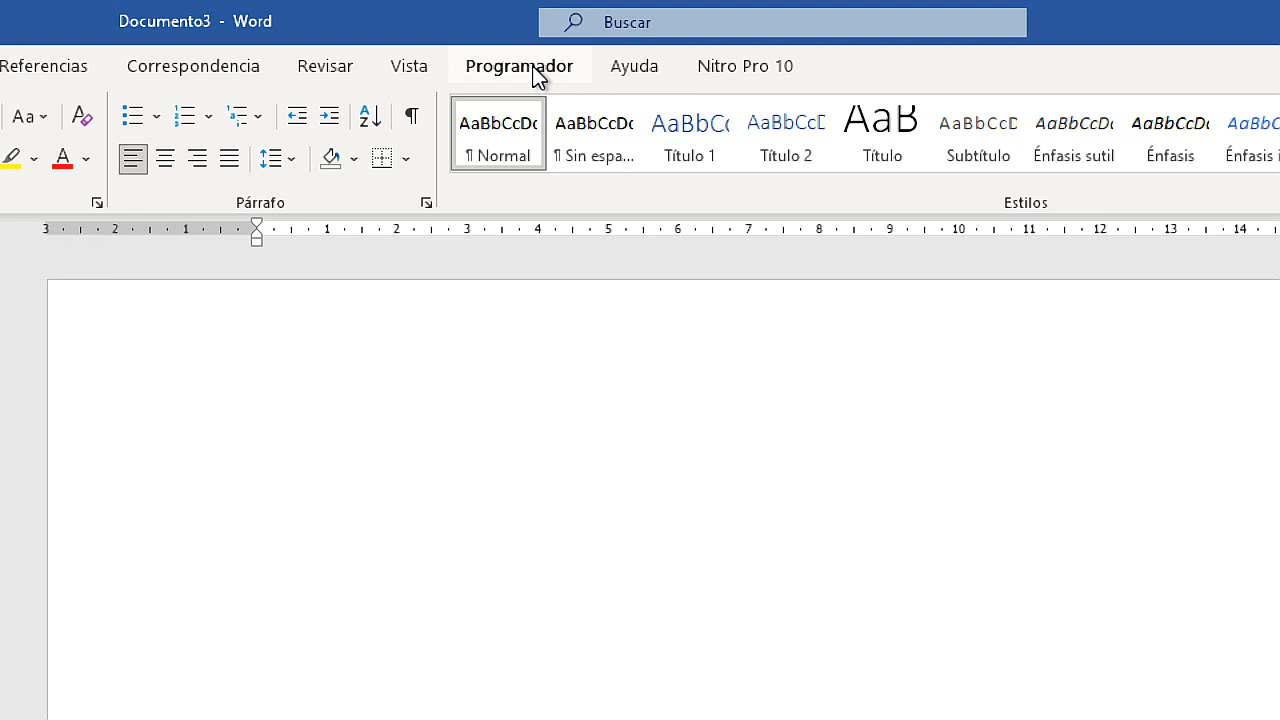 Documento3 - Word
Buscar
Referencias Correspondencia Revisar Vista Programador Ayuda Nitro Pro 10
Aa
AaBbCcDc AaBbCcDc AaBbCc AaBbCcD AaB AaBbCcD AaBbCcDc AaBbCcDc AaBbC
¶ Normal ¶ Sin espa... Título 1 Título 2 Título Subtítulo Énfasis sutil Énfasis Énfasis i
Párrafo Estilos
3 2 1 1 2 3 4 5 6 7 8 9 10 11 12 13 14